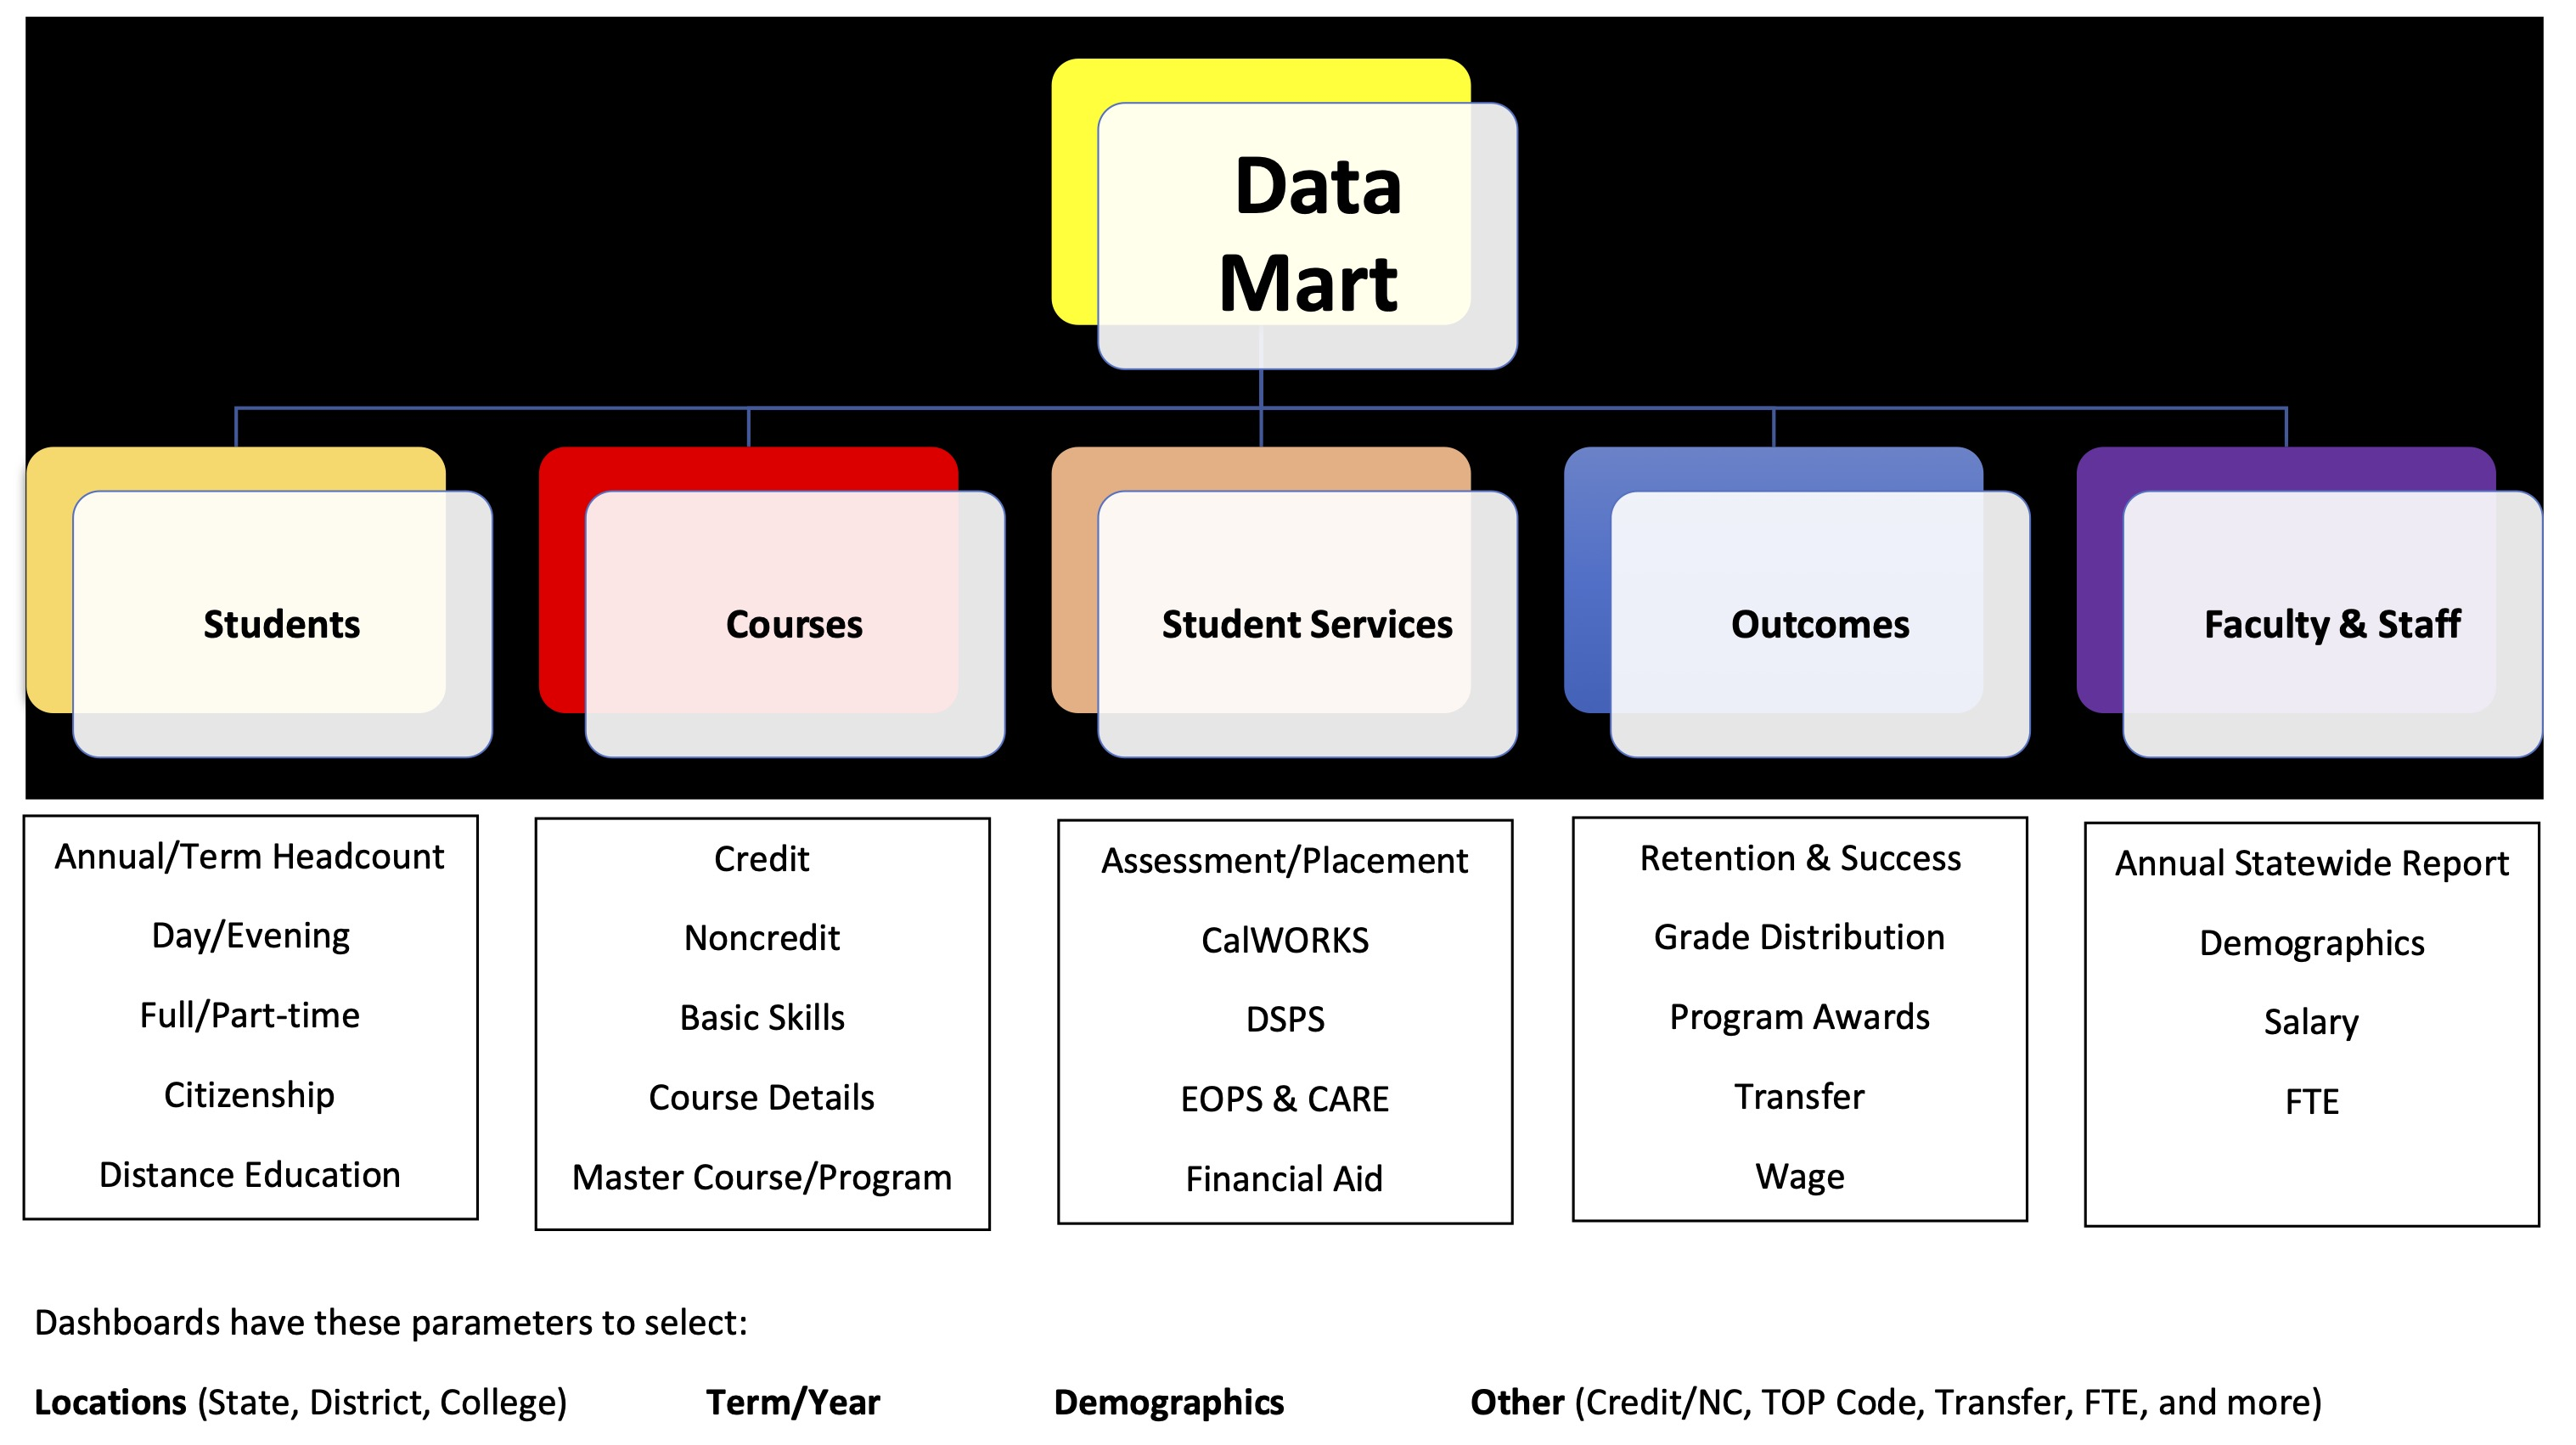 Data
Mart
Students
Courses
Student Services
Outcomes
Faculty & Staff
Annual/Term Headcount
Day/Evening
Full/Part-time
Citizenship
Distance Education
Credit
Noncredit
Basic Skills
Course Details
Master Course/Program
Assessment/Placement
CalWORKS
DSPS
EOPS & CARE
Financial Aid
Retention & Success
Grade Distribution
Program Awards
Transfer
Wage
Annual Statewide Report
Demographics
Salary
FTE
Dashboards have these parameters to select:
Locations (State, District, College) Term/Year Demographics Other (Credit/NC, TOP Code, Transfer, FTE, and more)